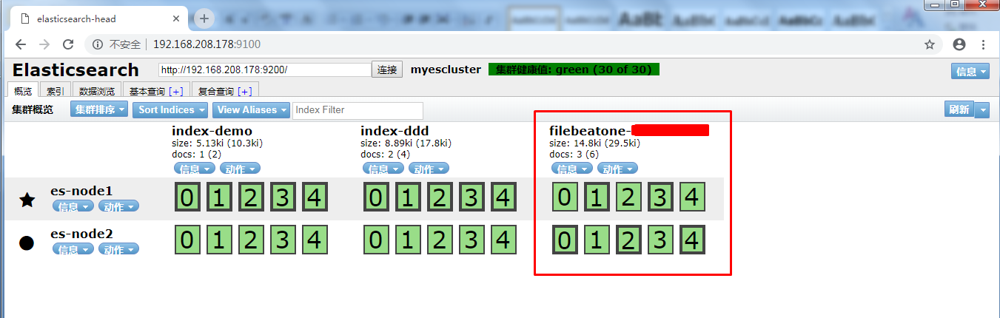 elasticsearch-head
不安全 | 192.168.208.178:9100
Elasticsearch http://192.168.208.178:9200/ 连接 myescluster 集群健康值: green (30 of 30) 信息
概览 索引 数据浏览 基本查询 [+] 复合查询 [+]
集群概览 集群排序 Sort Indices View Aliases Index Filter 刷新
index-demo index-ddd filebeatone-
size: 5.13ki (10.3ki) size: 8.89ki (17.8ki) size: 14.8ki (29.5ki)
docs: 1 (2) docs: 2 (4) docs: 3 (6)
信息 动作 信息 动作 信息 动作
es-node1 0 1 2 3 4 0 1 2 3 4 0 1 2 3 4
信息 动作
es-node2 0 1 2 3 4 0 1 2 3 4 0 1 2 3 4
信息 动作